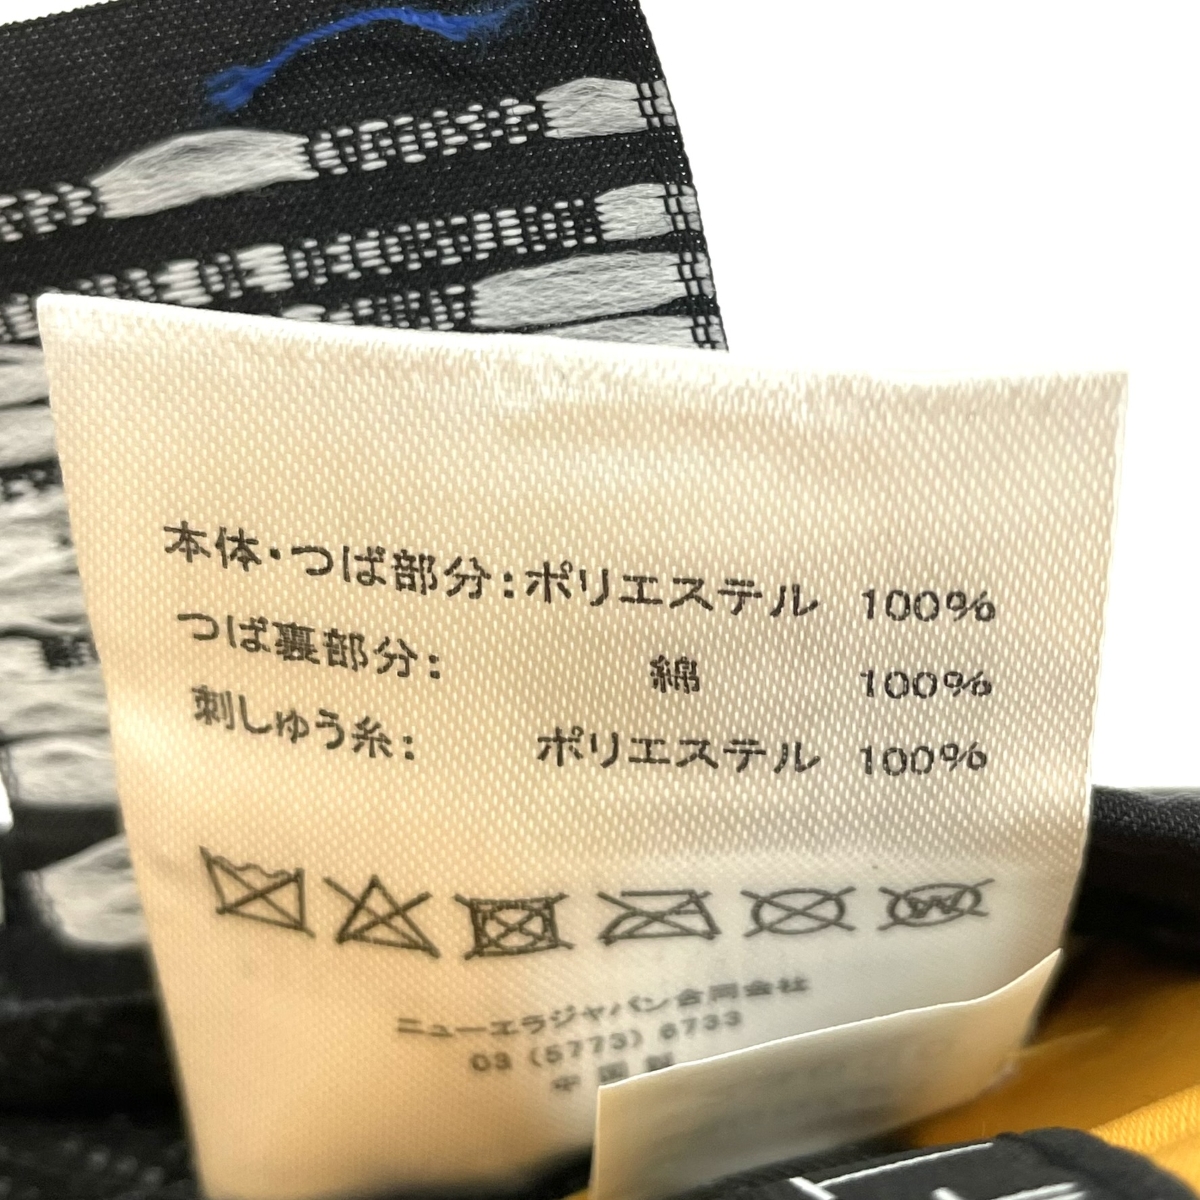 本体・つば部分:ポリエステル 100%
つば裏部分: 綿 100%
刺しゅう糸: ポリエステル 100%
ニューエラジャパン合同会社
03 (5773) 6733
中国製